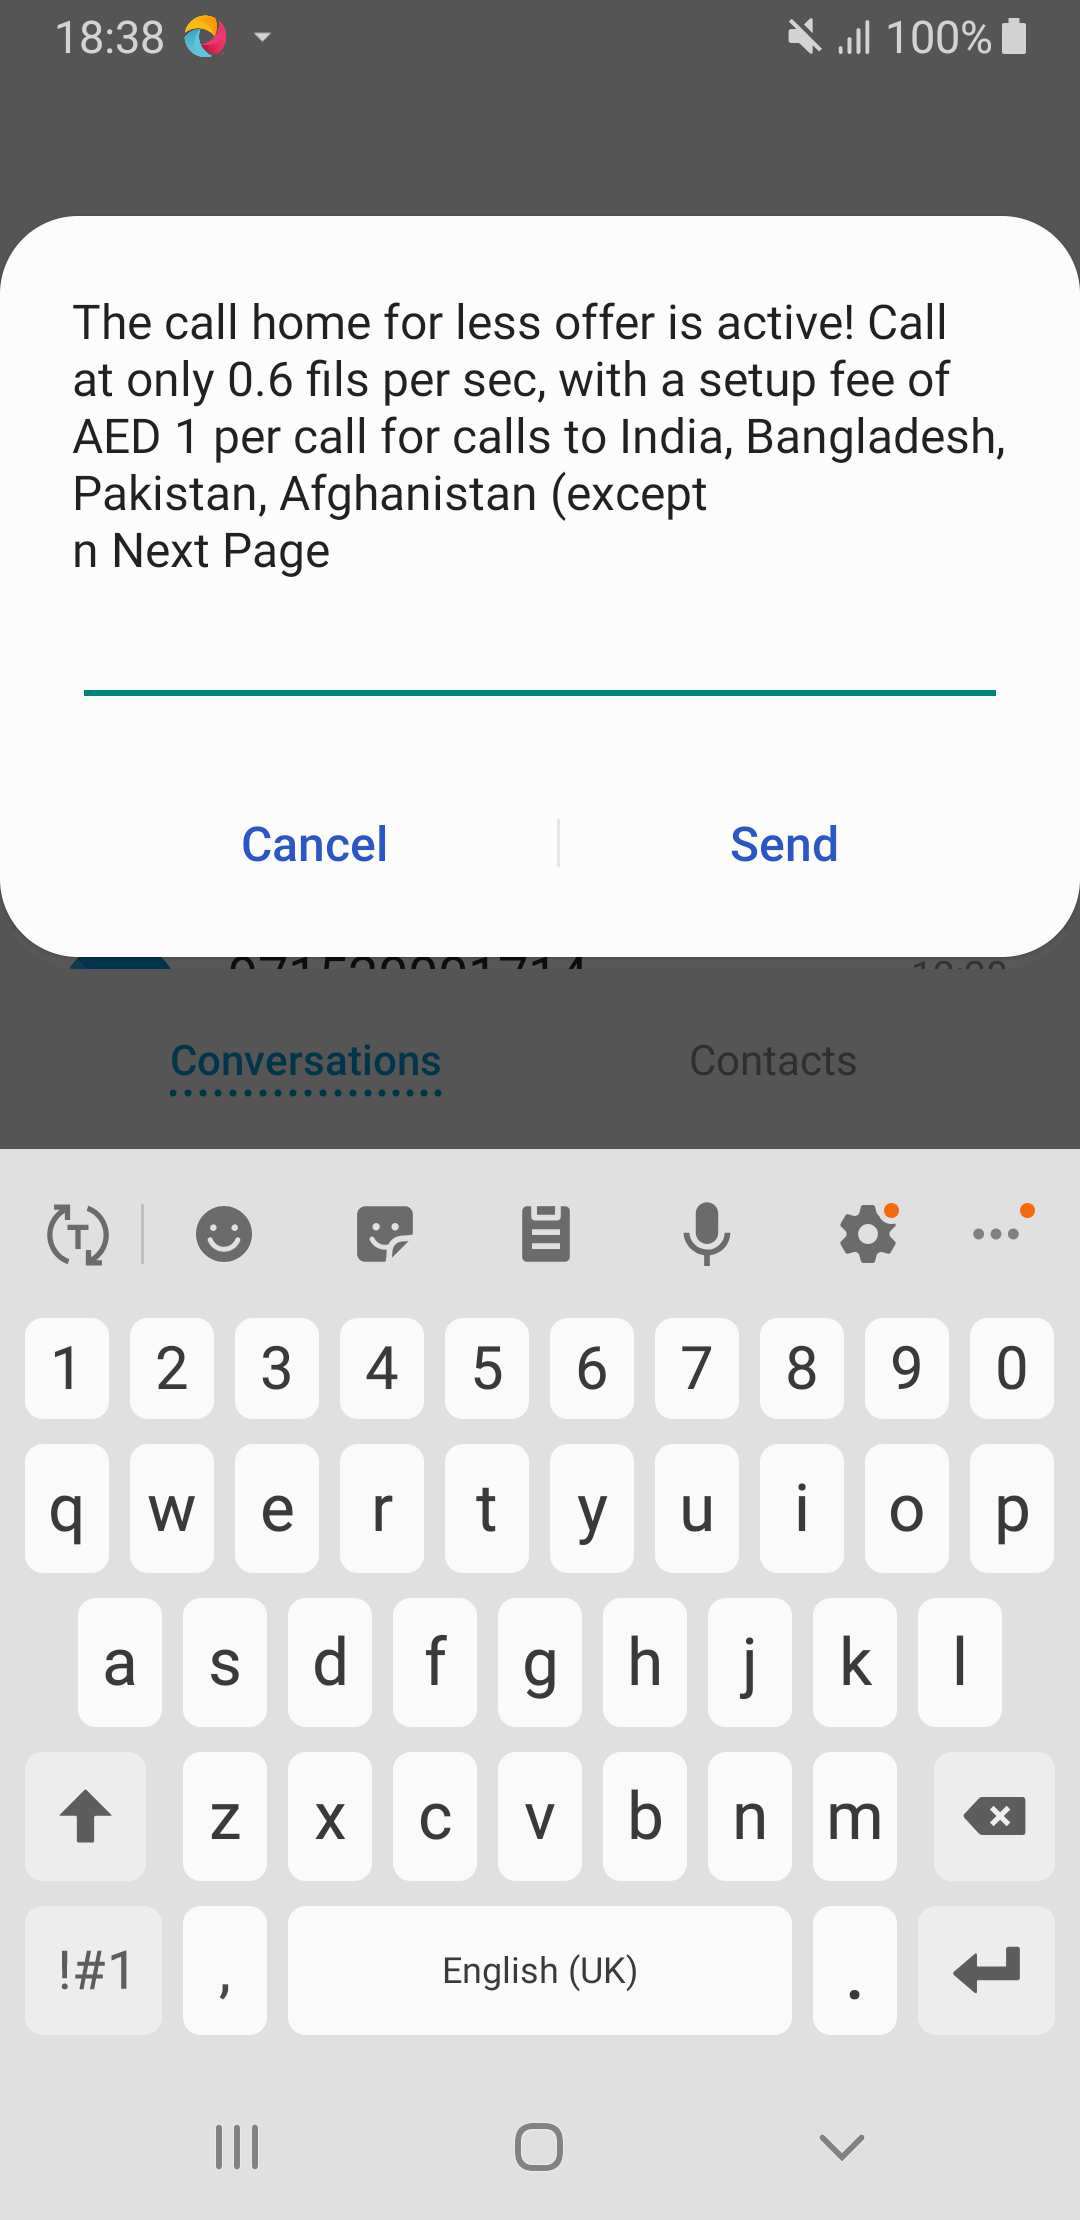 18:38
100%
The call home for less offer is active! Call
at only 0.6 fils per sec, with a setup fee of
AED 1 per call for calls to India, Bangladesh,
Pakistan, Afghanistan (except
n Next Page
Cancel
Send
Conversations
Contacts
T
1 2 3 4 5 6 7 8 9 0
q w e r t y u i o p
a s d f g h j k l
z x c v b n m
!#1 , English (UK) .